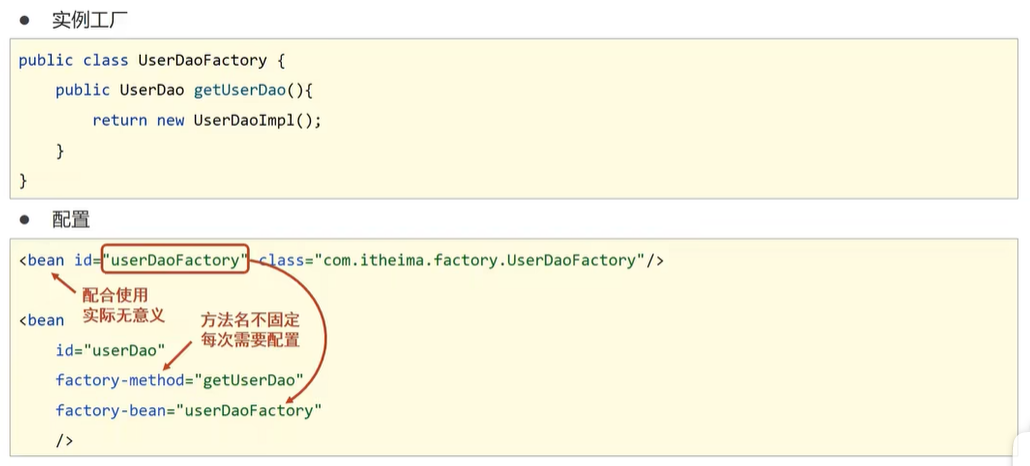 ● 实例工厂
public class UserDaoFactory {
    public UserDao getUserDao(){
        return new UserDaoImpl();
    }
}
● 配置
<bean id="userDaoFactory" class="com.itheima.factory.UserDaoFactory"/>
配合使用
实际无意义
方法名不固定
每次需要配置
<bean
    id="userDao"
    factory-method="getUserDao"
    factory-bean="userDaoFactory"
    />